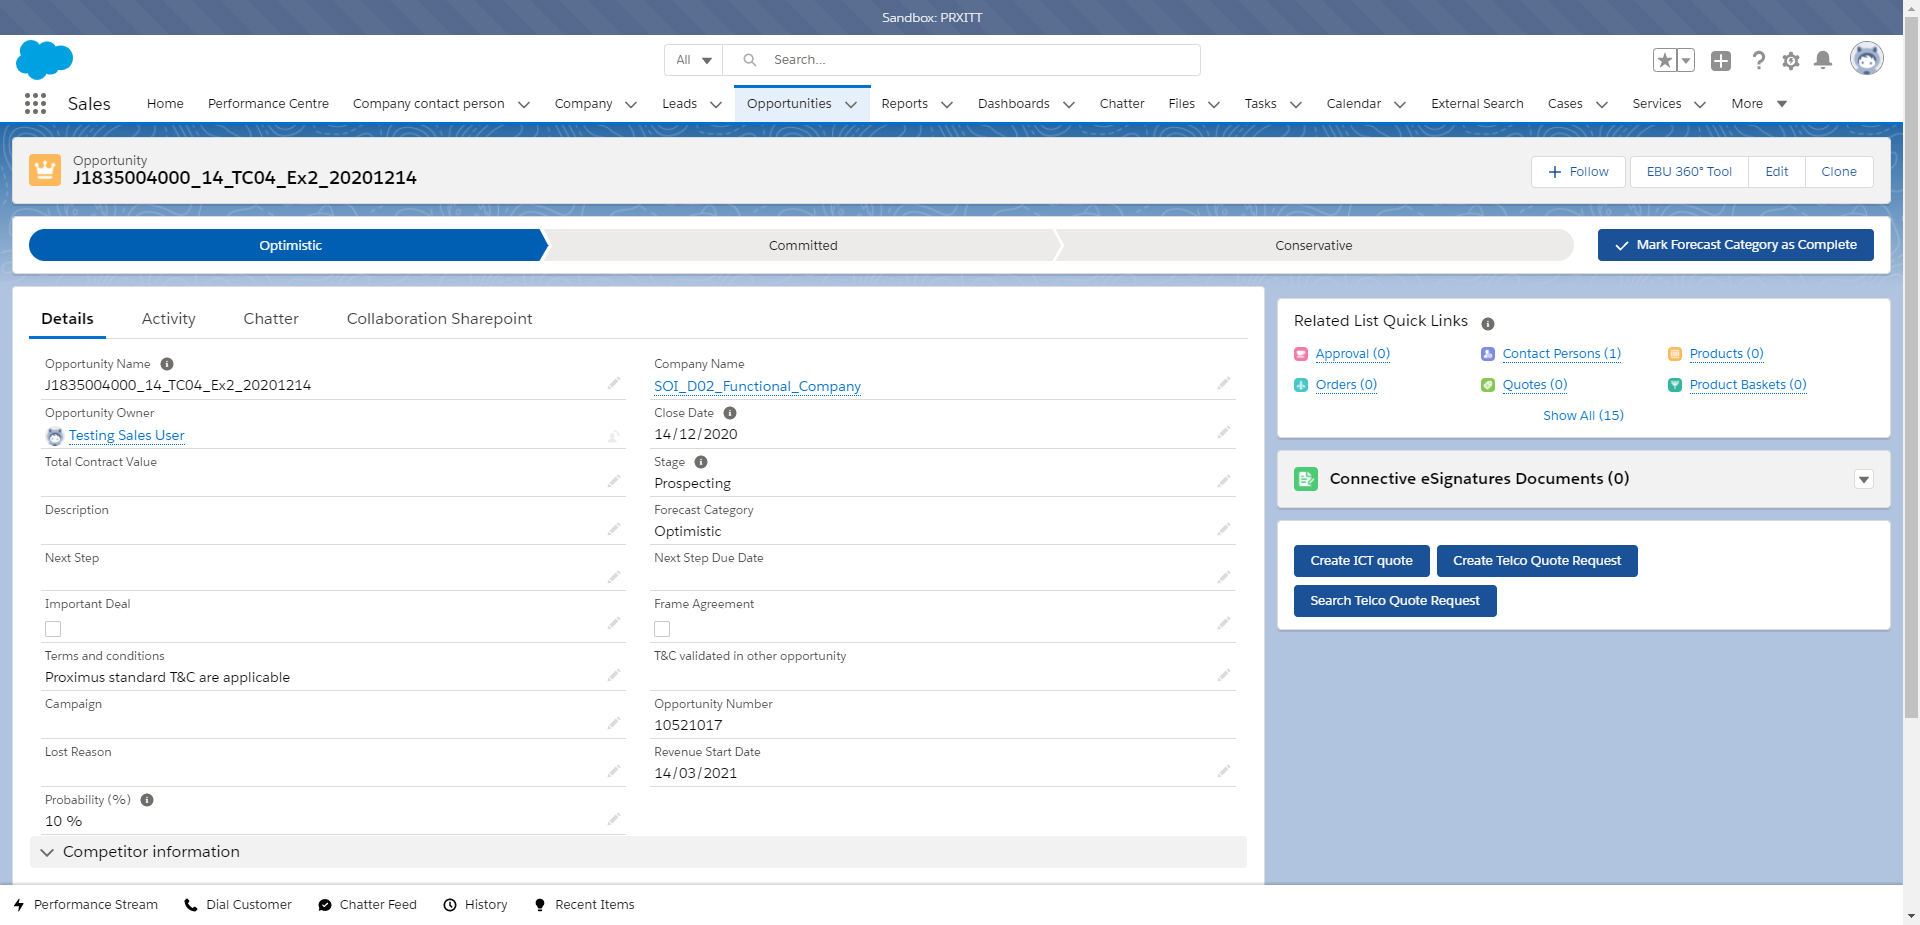 Sandbox: PRXITT
All
Search...
Sales
Home
Performance Centre
Company contact person
Company
Leads
Opportunities
Reports
Dashboards
Chatter
Files
Tasks
Calendar
External Search
Cases
Services
More
Opportunity
J1835004000_14_TC04_Ex2_20201214
Follow
EBU 360° Tool
Edit
Clone
Optimistic
Committed
Conservative
Mark Forecast Category as Complete
Details
Activity
Chatter
Collaboration Sharepoint
Opportunity Name
J1835004000_14_TC04_Ex2_20201214
Company Name
SOI_D02_Functional_Company
Opportunity Owner
Testing Sales User
Close Date
14/12/2020
Total Contract Value
Stage
Prospecting
Description
Forecast Category
Optimistic
Next Step
Next Step Due Date
Important Deal
Frame Agreement
Terms and conditions
Proximus standard T&C are applicable
T&C validated in other opportunity
Campaign
Opportunity Number
10521017
Lost Reason
Revenue Start Date
14/03/2021
Probability (%)
10 %
Competitor information
Related List Quick Links
Approval (0)
Contact Persons (1)
Products (0)
Orders (0)
Quotes (0)
Product Baskets (0)
Show All (15)
Connective eSignatures Documents (0)
Create ICT quote
Create Telco Quote Request
Search Telco Quote Request
Performance Stream
Dial Customer
Chatter Feed
History
Recent Items